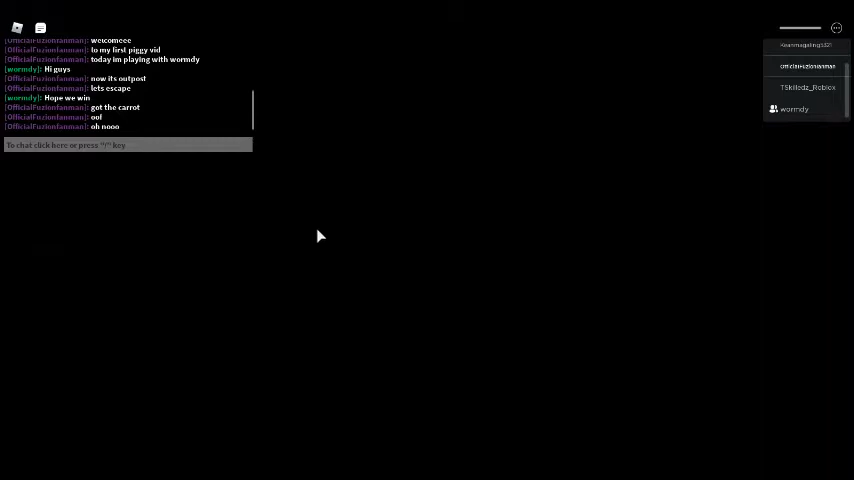 [OfficialFuzionfanman]: welcomeee
[OfficialFuzionfanman]: to my first piggy vid
[OfficialFuzionfanman]: today im playing with wormdy
[wormdy]: Hi guys
[OfficialFuzionfanman]: now its outpost
[OfficialFuzionfanman]: lets escape
[wormdy]: Hope we win
[OfficialFuzionfanman]: got the carrot
[OfficialFuzionfanman]: oof
[OfficialFuzionfanman]: oh nooo
To chat click here or press "/" key
OfficialFuzionfanman
TSkilledz_Roblox
wormdy